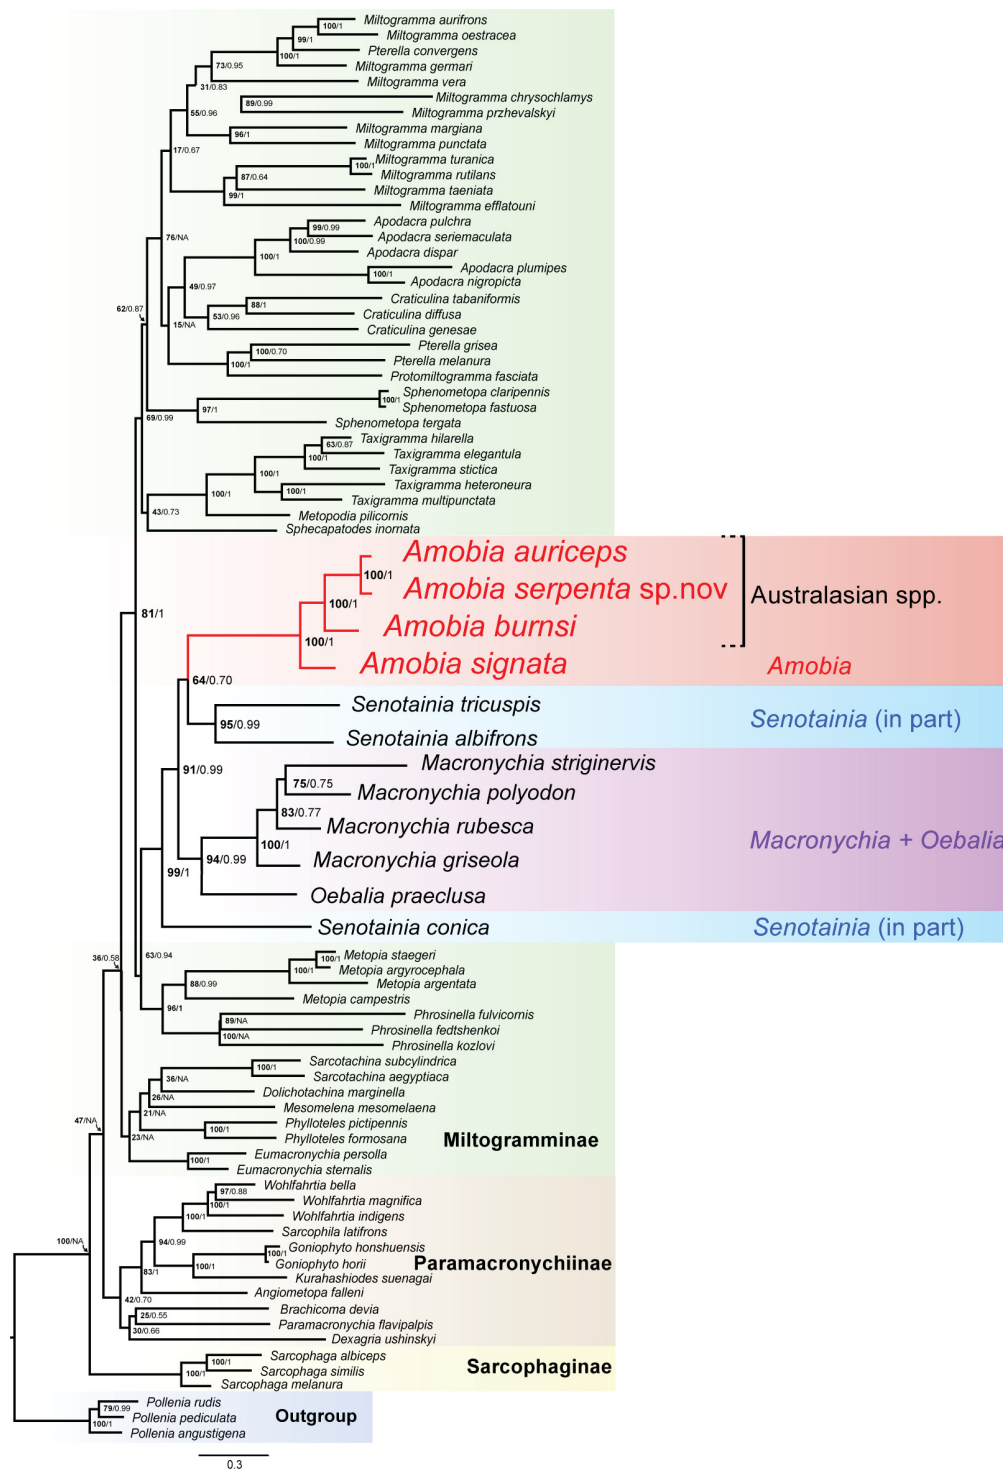 Miltogramma aurifrons
100/1
Miltogramma oestracea
99/1
Pterella convergens
100/1
Miltogramma germari
73/0.95
Miltogramma vera
31/0.83
Miltogramma chrysochlamys
89/0.99
Miltogramma przhevalskyi
55/0.96
Miltogramma margiana
96/1
Miltogramma punctata
17/0.67
Miltogramma turanica
100/1
Miltogramma rutilans
87/0.64
Miltogramma taeniata
99/1
Miltogramma efflatouni
Apodacra pulchra
99/0.99
Apodacra seriemaculata
76/NA
100/0.99
Apodacra dispar
100/1
Apodacra plumipes
100/1
Apodacra nigropicta
49/0.97
Craticulina tabaniformis
88/1
62/0.87
Craticulina diffusa
53/0.96
15/NA
Craticulina genesae
Pterella grisea
100/0.70
Pterella melanura
100/1
Protomiltogramma fasciata
Sphenometopa claripennis
100/1
Sphenometopa fastuosa
97/1
69/0.99
Sphenometopa tergata
Taxigramma hilarella
63/0.87
Taxigramma elegantula
100/1
Taxigramma stictica
100/1
Taxigramma heteroneura
100/1
100/1
Taxigramma multipunctata
43/0.73
Metopodia pilicornis
Sphecapatodes inornata
Amobia auriceps
100/1
Amobia serpenta sp.nov
Australasian spp.
100/1
81/1
Amobia burnsi
100/1
Amobia signata
Amobia
64/0.70
Senotainia tricuspis
Senotainia (in part)
95/0.99
Senotainia albifrons
Macronychia striginervis
91/0.99
75/0.75
Macronychia polyodon
83/0.77
Macronychia rubesca
100/1
Macronychia + Oebalia
94/0.99
Macronychia griseola
99/1
Oebalia praeclusa
Senotainia conica
Senotainia (in part)
63/0.94
36/0.58
Metopia staegeri
100/1
Metopia argyrocephala
100/1
Metopia argentata
88/0.99
Metopia campestris
96/1
Phrosinella fulvicornis
89/NA
Phrosinella fedtshenkoi
100/NA
Phrosinella kozlovi
Sarcotachina subcylindrica
100/1
Sarcotachina aegyptiaca
36/NA
Dolichotachina marginella
26/NA
Mesomelena mesomelaena
21/NA
47/NA
Phylloteles pictipennis
100/1
Phylloteles formosana
Miltogramminae
23/NA
Eumacronychia persolla
100/1
Eumacronychia sternalis
Wohlfahrtia bella
97/0.88
Wohlfahrtia magnifica
100/1
Wohlfahrtia indigens
100/1
Sarcophila latifrons
100/NA
94/0.99
Goniophyto honshuensis
100/1
Goniophyto horii
Paramacronychiinae
100/1
83/1
Kurahashiodes suenagai
Angiometopa falleni
42/0.70
Brachicoma devia
25/0.55
Paramacronychia flavipalpis
30/0.66
Dexagria ushinskyi
Sarcophaga albiceps
100/1
Sarcophaginae
100/1
Sarcophaga similis
Sarcophaga melanura
Pollenia rudis
79/0.99
Pollenia pediculata
Outgroup
100/1
Pollenia angustigena
0.3